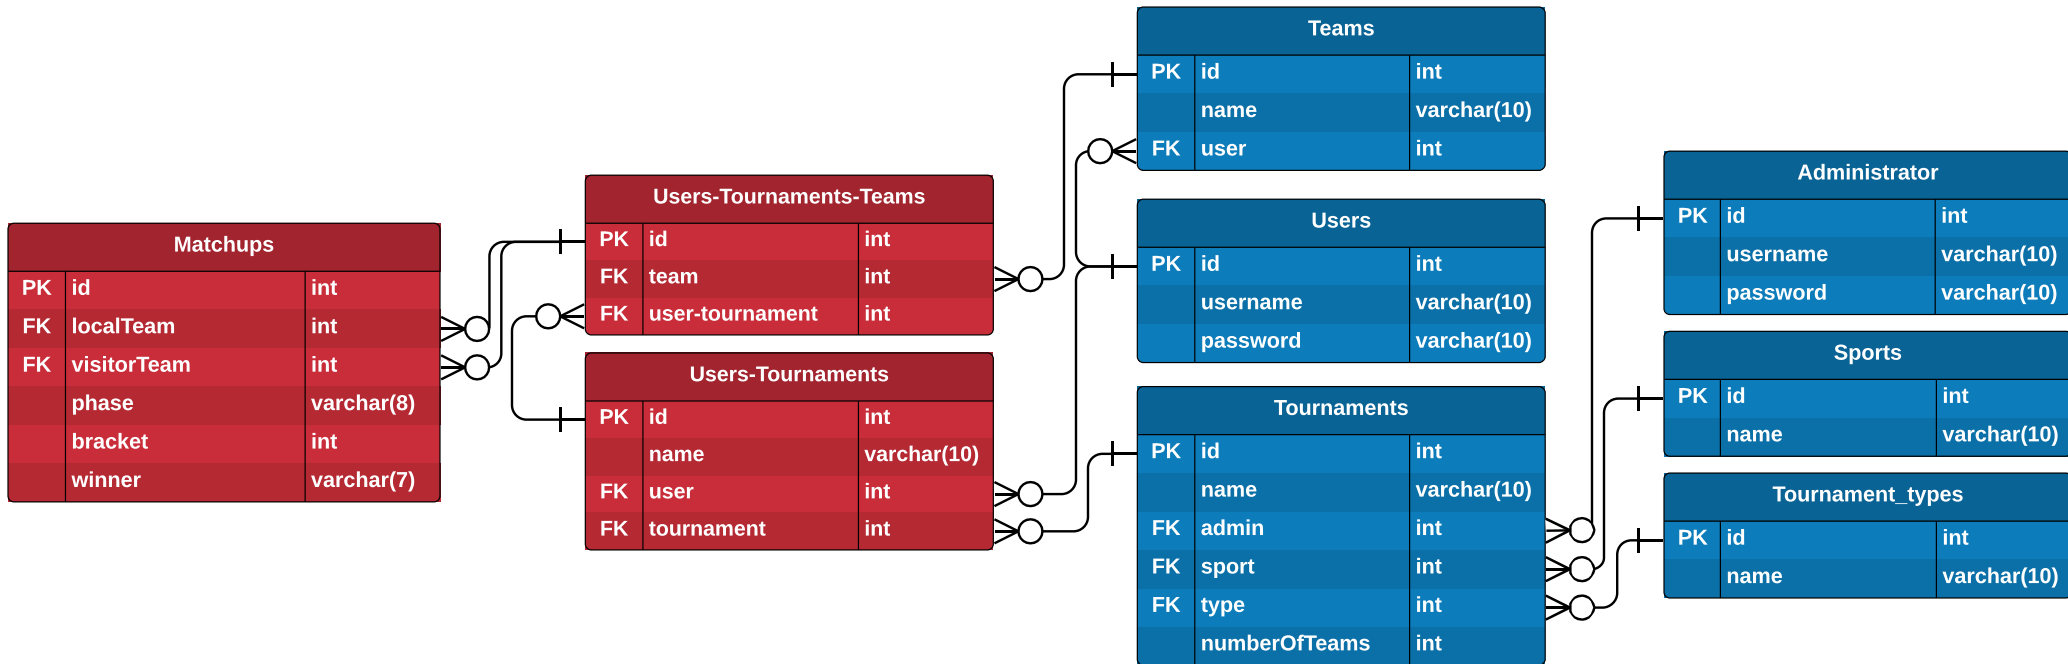 Matchups
PK id int
FK localTeam int
FK visitorTeam int
phase varchar(8)
bracket int
winner varchar(7)
Users-Tournaments-Teams
PK id int
FK team int
FK user-tournament int
Users-Tournaments
PK id int
name varchar(10)
FK user int
FK tournament int
Teams
PK id int
name varchar(10)
FK user int
Users
PK id int
username varchar(10)
password varchar(10)
Tournaments
PK id int
name varchar(10)
FK admin int
FK sport int
FK type int
numberOfTeams int
Administrator
PK id int
username varchar(10)
password varchar(10)
Sports
PK id int
name varchar(10)
Tournament_types
PK id int
name varchar(10)